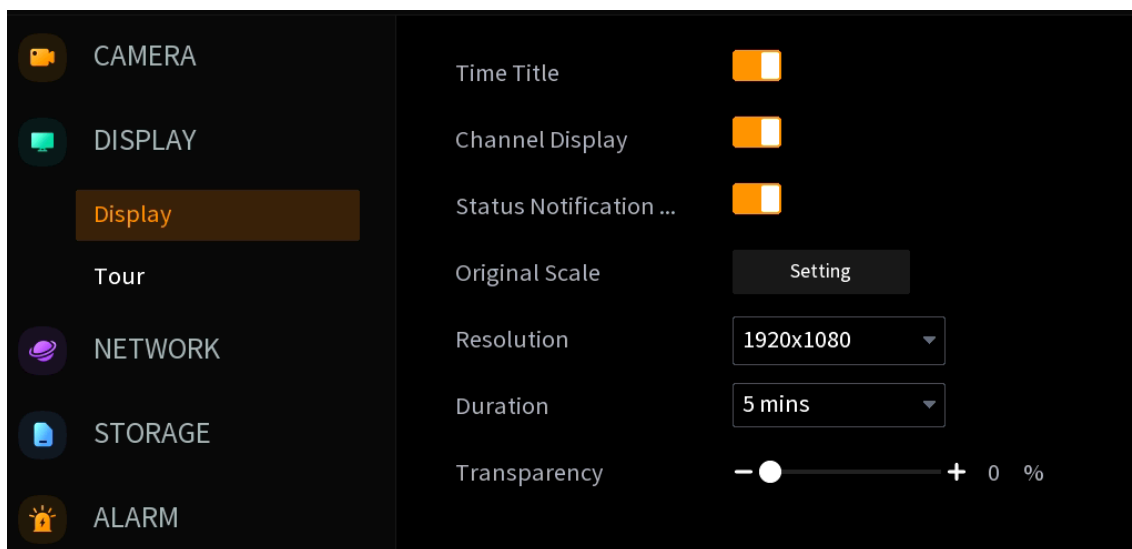 CAMERA
DISPLAY
Display
Tour
NETWORK
STORAGE
ALARM
Time Title
Channel Display
Status Notification ...
Original Scale Setting
Resolution 1920x1080
Duration 5 mins
Transparency 0 %